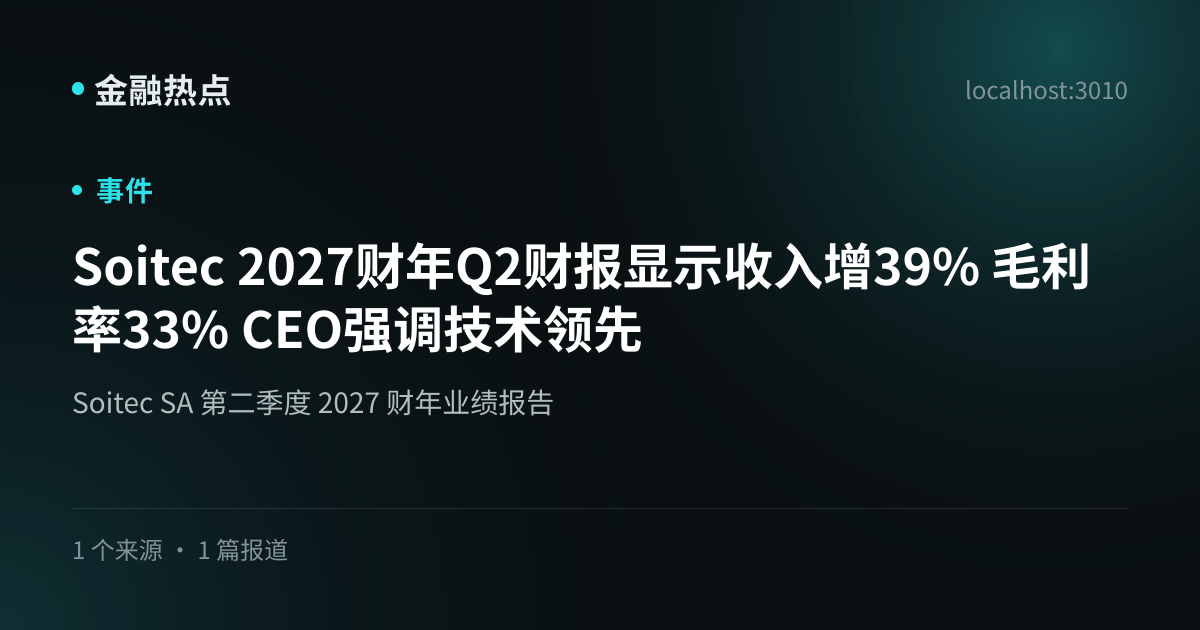 金融热点
localhost:3010
事件
Soitec 2027财年Q2财报显示收入增39% 毛利
率33% CEO强调技术领先
Soitec SA 第二季度 2027 财年业绩报告
1 个来源 · 1 篇报道